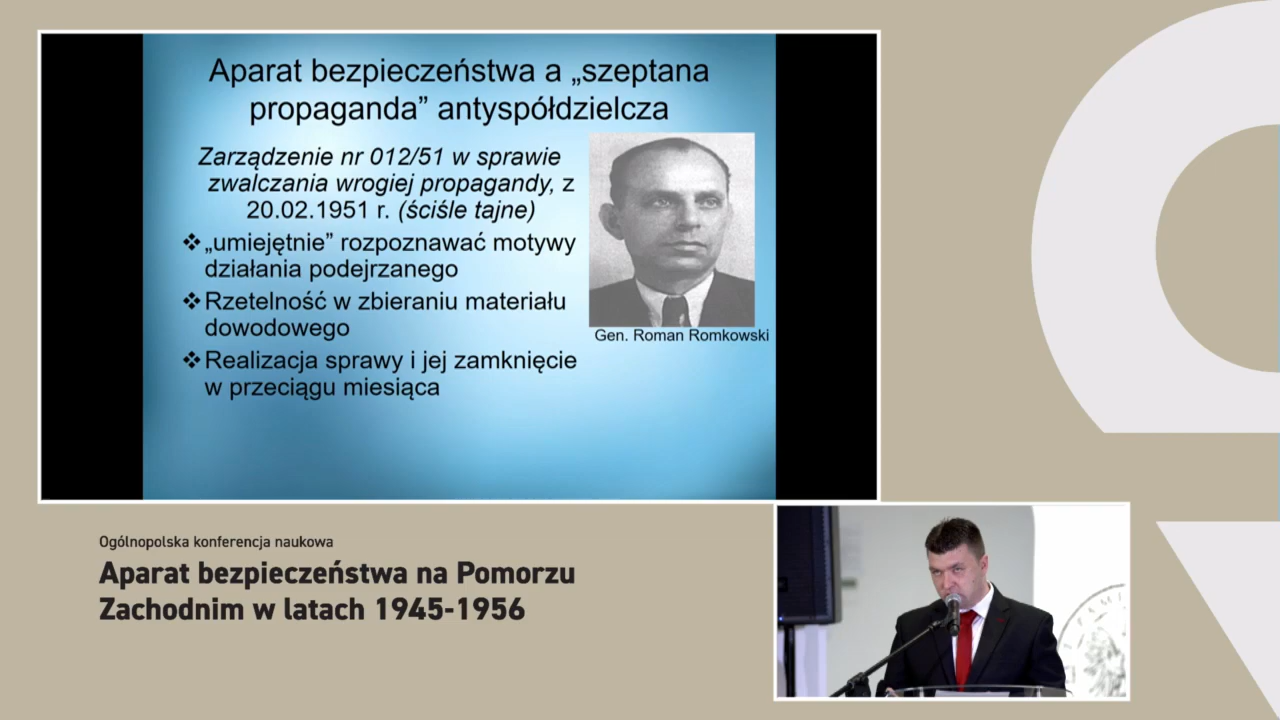 Aparat bezpieczeństwa a „szeptana
propaganda” antyspółdzielcza
Zarządzenie nr 012/51 w sprawie
zwalczania wrogiej propagandy, z
20.02.1951 r. (ściśle tajne)
❖„umiejętnie” rozpoznawać motywy
działania podejrzanego
❖Rzetelność w zbieraniu materiału
dowodowego
❖Realizacja sprawy i jej zamknięcie
w przeciągu miesiąca
Gen. Roman Romkowski
Ogólnopolska konferencja naukowa
Aparat bezpieczeństwa na Pomorzu
Zachodnim w latach 1945-1956